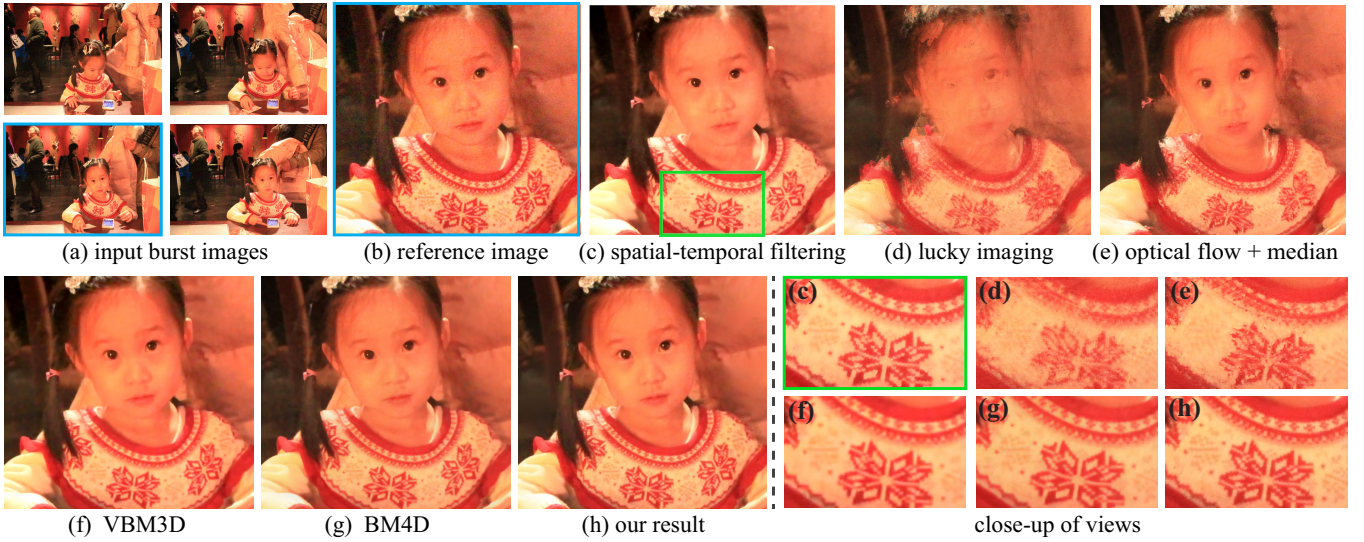 (a) input burst images
(b) reference image
(c) spatial-temporal filtering
(d) lucky imaging
(e) optical flow + median
(c)
(d)
(e)
(f)
(g)
(h)
(f) VBM3D
(g) BM4D
(h) our result
close-up of views